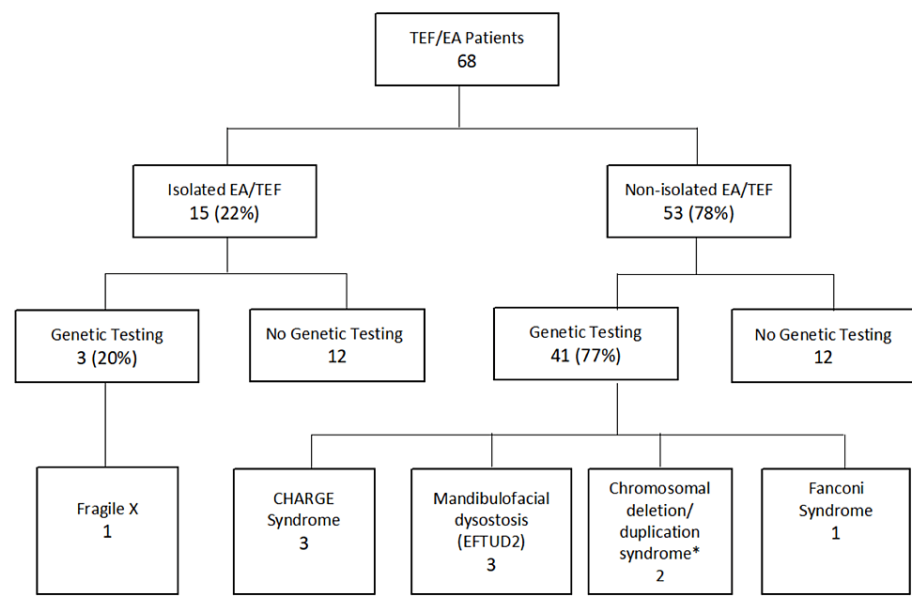 TEF/EA Patients
68
Isolated EA/TEF
15 (22%)
Non-isolated EA/TEF
53 (78%)
Genetic Testing
3 (20%)
No Genetic Testing
12
Genetic Testing
41 (77%)
No Genetic Testing
12
Fragile X
1
CHARGE
Syndrome
3
Mandibulofacial
dysostosis
(EFTUD2)
3
Chromosomal
deletion/
duplication
syndrome*
2
Fanconi
Syndrome
1